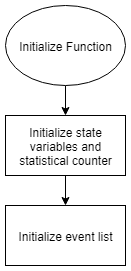 Initialize Function
Initialize state
variables and
statistical counter
Initialize event list